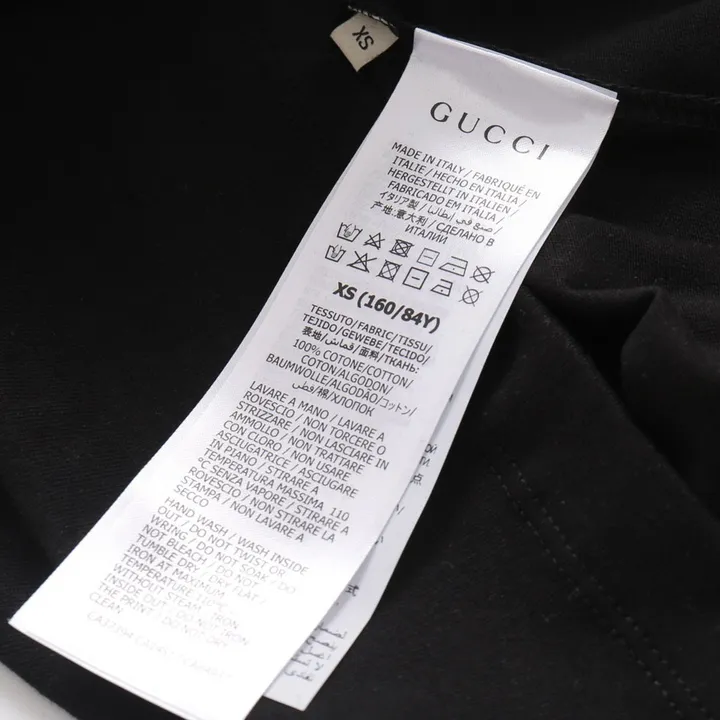 XS
GUCCI
MADE IN ITALY / FABRIQUÉ EN
ITALIE / HECHO EN ITALIA /
HERGESTELLT IN ITALIEN /
FABRICADO EM ITALIA /
イタリア製 / صنع في إيطاليا /
产地:意大利 / СДЕЛАНО В
ИТАЛИИ
XS (160/84Y)
TESSUTO/FABRIC/TISSU/
TEJIDO/GEWEBE/TECIDO/
表地/قماش/面料/ТКАНЬ:
100% COTONE/COTTON/
COTON/ALGODON/
BAUMWOLLE/ALGODÃO/コットン/
قطن/棉/ХЛОПОК
LAVARE A MANO / LAVARE A
ROVESCIO / NON TORCERE O
STRIZZARE / NON LASCIARE IN
AMMOLLO / NON TRATTARE
CON CLORO / NON USARE
ASCIUGATRICE / ASCIUGARE
IN PIANO / STIRARE A
TEMPERATURA MASSIMA 110
°C SENZA VAPORE / STIRARE A
ROVESCIO / NON STIRARE LA
STAMPA / NON LAVARE A
SECCO
HAND WASH / WASH INSIDE
OUT / DO NOT TWIST OR
WRING / DO NOT SOAK / DO
NOT BLEACH / DO NOT
TUMBLE DRY / DRY FLAT /
IRON AT MAXIMUM
TEMPERATURE 110°C
WITHOUT STEAM / IRON
INSIDE OUT / DO NOT IRON
THE PRINT / DO NOT DRY
CLEAN